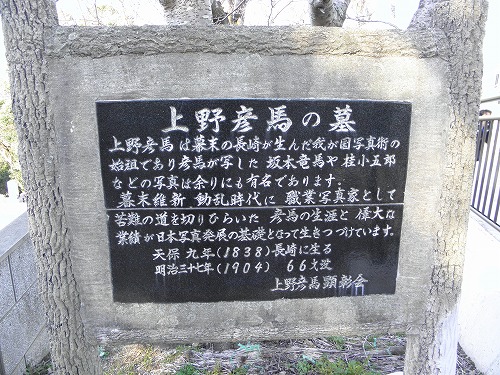 上野彦馬の墓
上野彦馬は幕末の長崎が生んだ我が国写真術の
始祖であり彦馬が写した 坂本竜馬や桂小五郎
などの写真は余りにも有名であります.
幕末維新 動乱時代に 職業写真家として
苦難の道を切りひらいた 彦馬の生涯と 偉大な
業績が日本写真発展の基礎となって生きつづけています.
天保 九年(1838)長崎に生る
明治三十七年(1904) 66才没
上野彦馬顕彰会